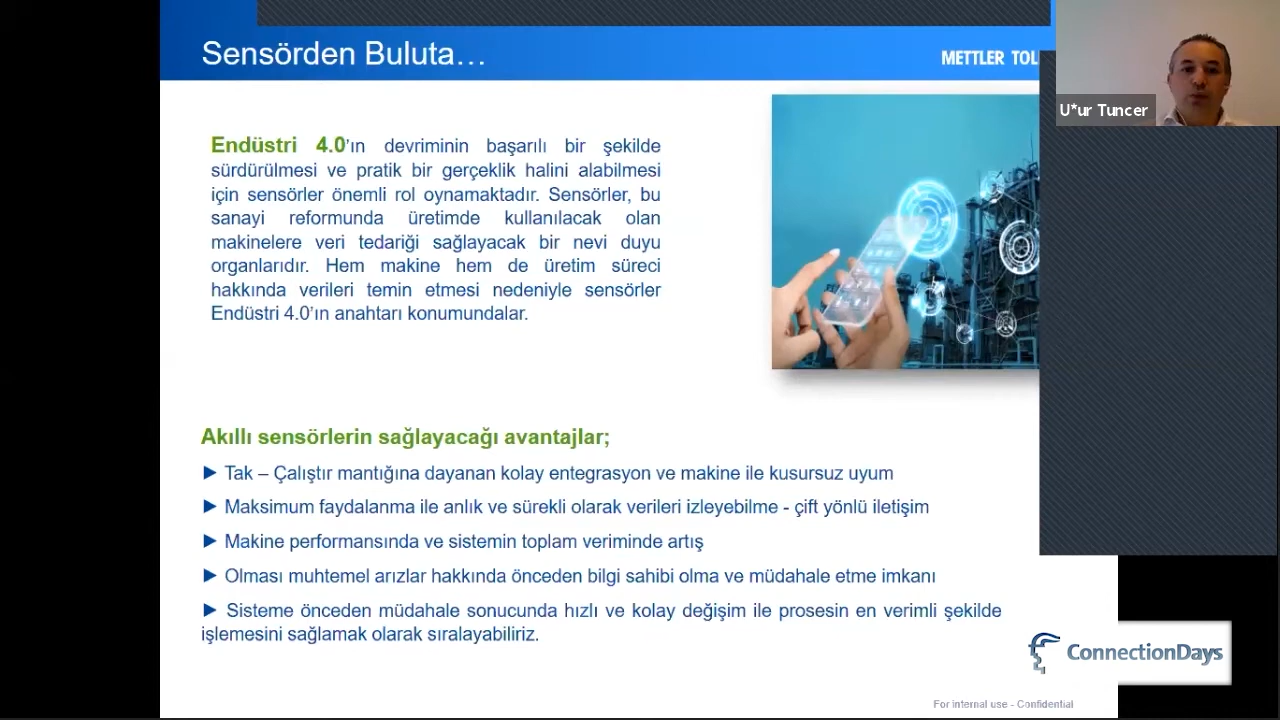 Sensörden Buluta…
METTLER TOL
U*ur Tuncer
Endüstri 4.0’ın devriminin başarılı bir şekilde
sürdürülmesi ve pratik bir gerçeklik halini alabilmesi
için sensörler önemli rol oynamaktadır. Sensörler, bu
sanayi reformunda üretimde kullanılacak olan
makinelere veri tedariği sağlayacak bir nevi duyu
organlarıdır. Hem makine hem de üretim süreci
hakkında verileri temin etmesi nedeniyle sensörler
Endüstri 4.0’ın anahtarı konumundalar.
Akıllı sensörlerin sağlayacağı avantajlar;
► Tak – Çalıştır mantığına dayanan kolay entegrasyon ve makine ile kusursuz uyum
► Maksimum faydalanma ile anlık ve sürekli olarak verileri izleyebilme - çift yönlü iletişim
► Makine performansında ve sistemin toplam veriminde artış
► Olması muhtemel arızlar hakkında önceden bilgi sahibi olma ve müdahale etme imkanı
► Sisteme önceden müdahale sonucunda hızlı ve kolay değişim ile prosesin en verimli şekilde
işlemesini sağlamak olarak sıralayabiliriz.
ConnectionDays
For internal use - Confidential